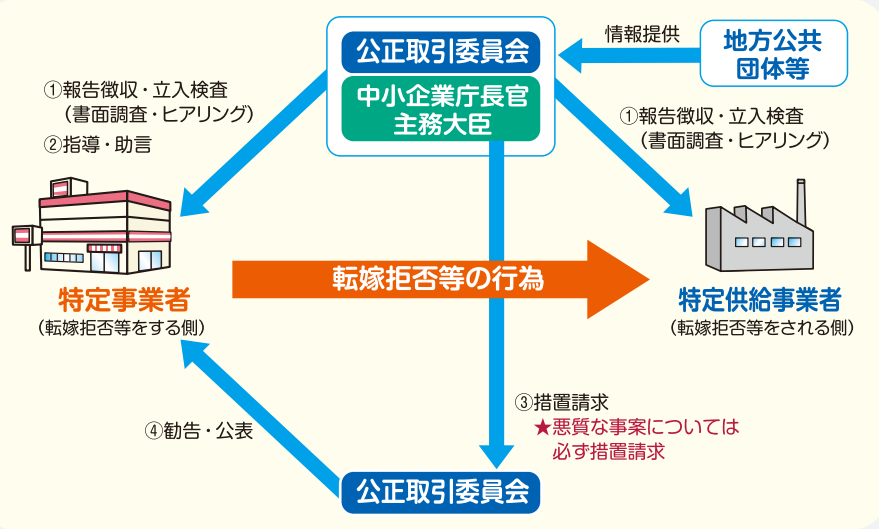 公正取引委員会
中小企業庁長官
主務大臣
情報提供
地方公共
団体等
①報告徴収・立入検査
（書面調査・ヒアリング）
②指導・助言
①報告徴収・立入検査
（書面調査・ヒアリング）
転嫁拒否等の行為
特定事業者
（転嫁拒否等をする側）
特定供給事業者
（転嫁拒否等をされる側）
③措置請求
★悪質な事案については
必ず措置請求
④勧告・公表
公正取引委員会